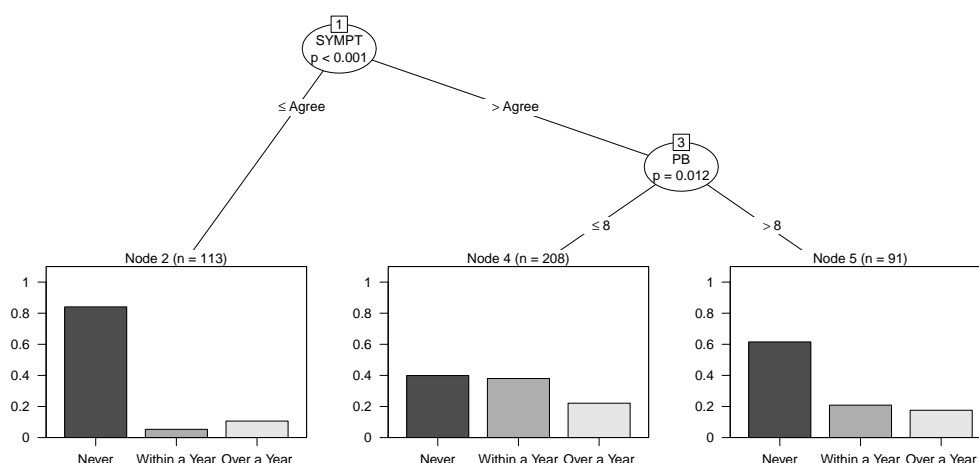 1
SYMPT
p < 0.001
≤ Agree
> Agree
3
PB
p = 0.012
≤ 8
> 8
Node 2 (n = 113)
1
0.8
0.6
0.4
0.2
0
Never Within a Year Over a Year
Node 4 (n = 208)
1
0.8
0.6
0.4
0.2
0
Never Within a Year Over a Year
Node 5 (n = 91)
1
0.8
0.6
0.4
0.2
0
Never Within a Year Over a Year